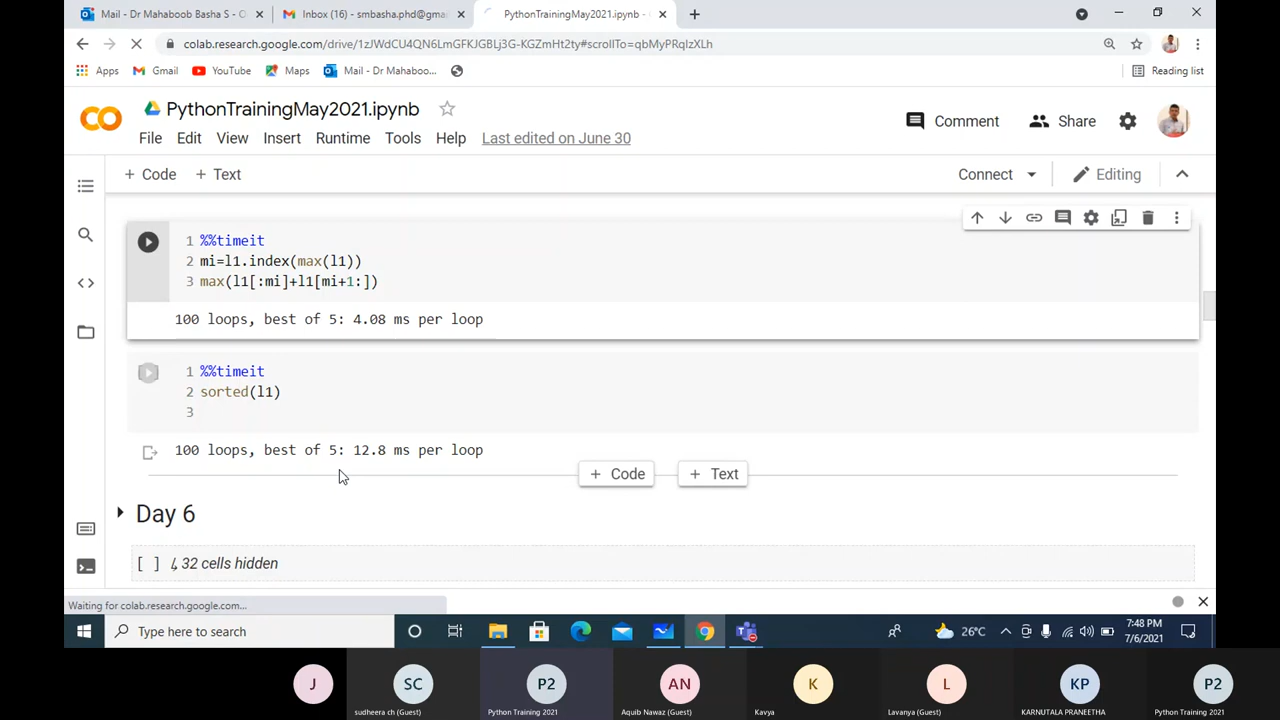 Mail - Dr Mahaboob Basha S - O
Inbox (16) - smbasha.phd@gma
PythonTrainingMay2021.ipynb -
colab.research.google.com/drive/1zJWdCU4QN6LmGFKJGBLj3G-KGZmHt2ty#scrollTo=qbMyPRqIzXLh
Apps
Gmail
YouTube
Maps
Mail - Dr Mahaboo...
Reading list
PythonTrainingMay2021.ipynb
File Edit View Insert Runtime Tools Help Last edited on June 30
Comment
Share
+ Code + Text
Connect
Editing
1 %%timeit
2 mi=l1.index(max(l1))
3 max(l1[:mi]+l1[mi+1:])
100 loops, best of 5: 4.08 ms per loop
1 %%timeit
2 sorted(l1)
3
100 loops, best of 5: 12.8 ms per loop
+ Code
+ Text
Day 6
[ ] ↳ 32 cells hidden
Waiting for colab.research.google.com...
Type here to search
26°C
7:48 PM
7/6/2021
J
SC
P2
AN
K
L
KP
P2
sudheera ch (Guest)
Python Training 2021
Aquib Nawaz (Guest)
Kavya
Lavanya (Guest)
KARNUTALA PRANEETHA
Python Training 2021